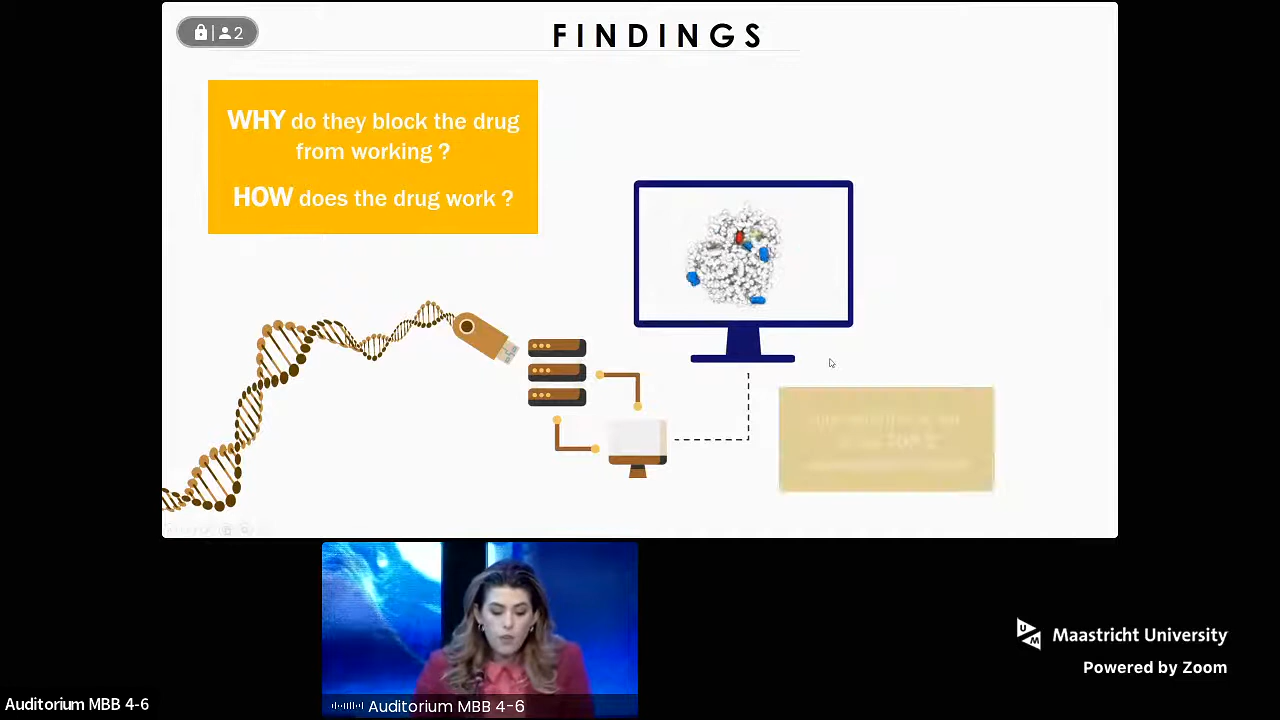 2
FINDINGS
WHY do they block the drug
from working ?
HOW does the drug work ?
UM
Maastricht University
Powered by Zoom
Auditorium MBB 4-6
Auditorium MBB 4-6